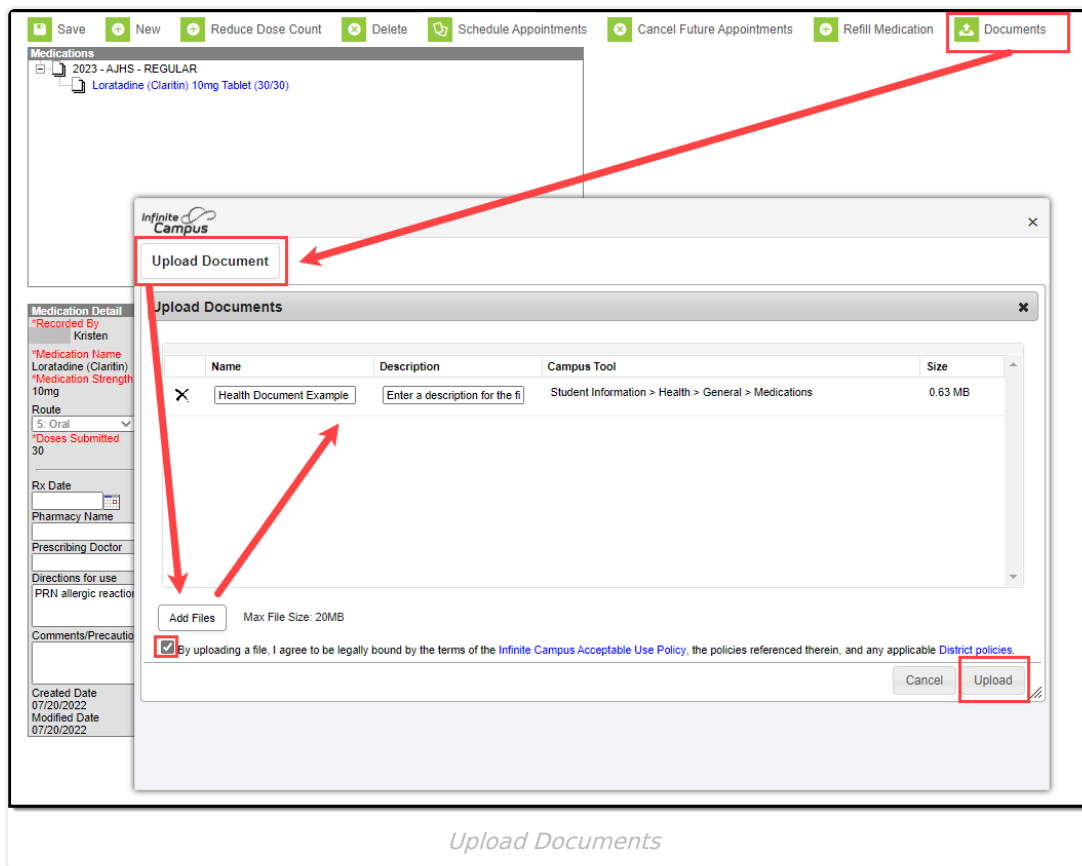 Save New Reduce Dose Count Delete Schedule Appointments Cancel Future Appointments Refill Medication Documents
Medications
2023 - AJHS - REGULAR
Loratadine (Claritin) 10mg Tablet (30/30)
Infinite
Campus
×
Upload Document
Upload Documents
Name Description Campus Tool Size
Health Document Example Enter a description for the fi Student Information > Health > General > Medications 0.63 MB
Add Files Max File Size: 20MB
By uploading a file, I agree to be legally bound by the terms of the Infinite Campus Acceptable Use Policy, the policies referenced therein, and any applicable District policies.
Cancel Upload
Medication Detail
*Recorded By
Kristen
*Medication Name
Loratadine (Claritin)
*Medication Strength
10mg
Route
5: Oral
*Doses Submitted
30
Rx Date
Pharmacy Name
Prescribing Doctor
Directions for use
PRN allergic reaction
Comments/Precautio
Created Date
07/20/2022
Modified Date
07/20/2022
Upload Documents